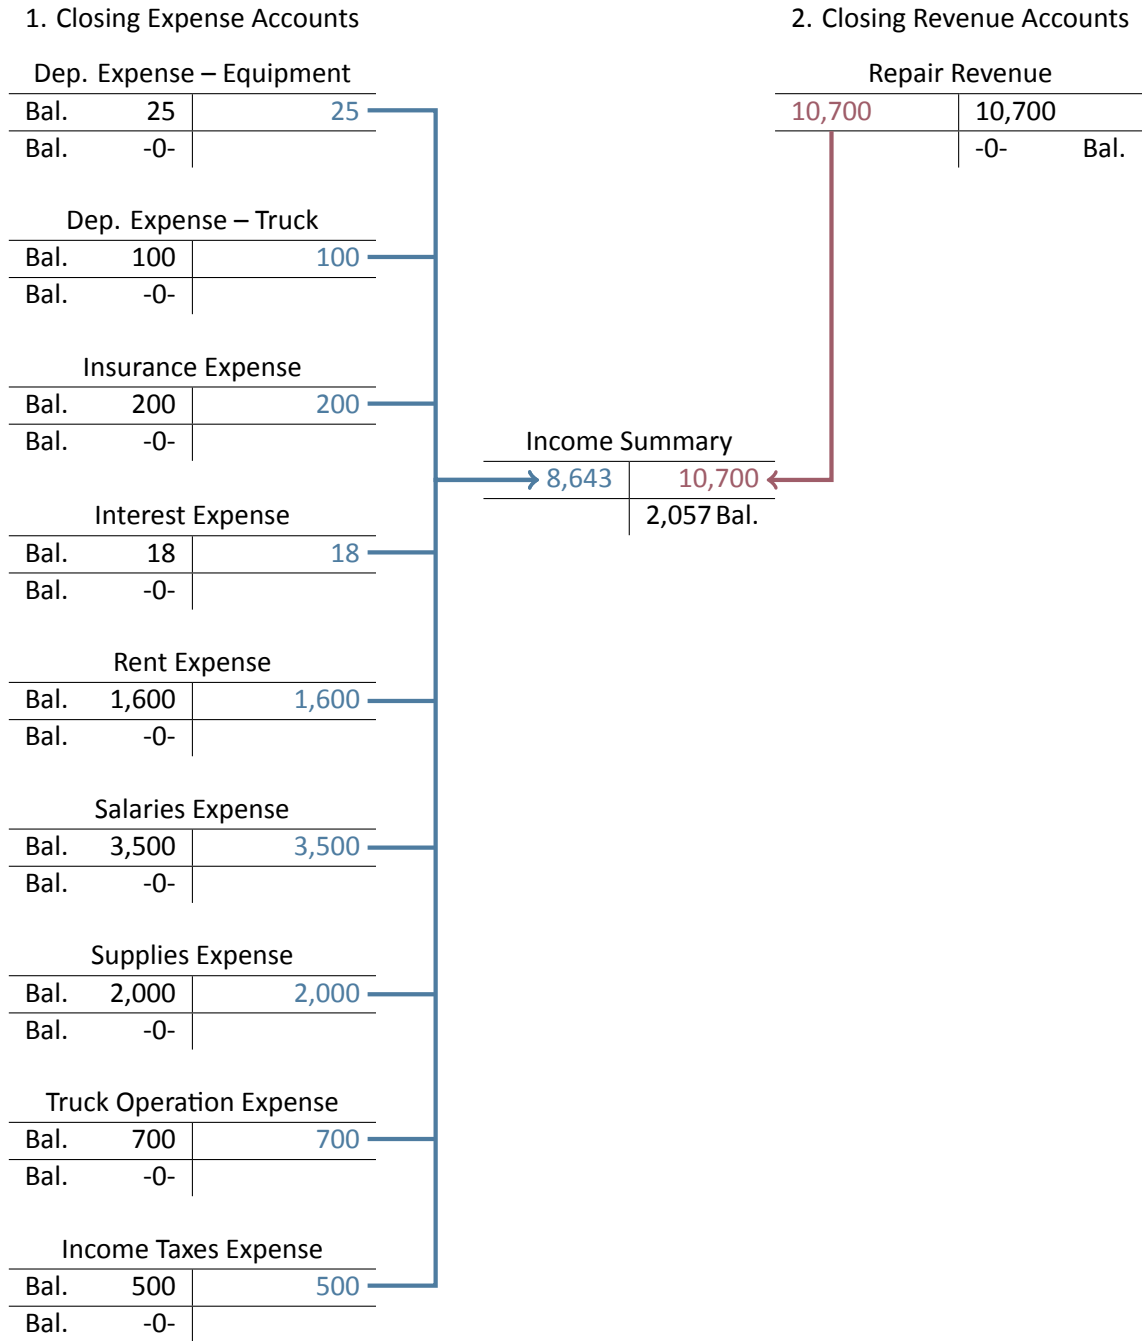 1. Closing Expense Accounts
2. Closing Revenue Accounts
Dep. Expense – Equipment
Bal. 25 25
Bal. -0-
Repair Revenue
10,700 10,700
-0- Bal.
Dep. Expense – Truck
Bal. 100 100
Bal. -0-
Insurance Expense
Bal. 200 200
Bal. -0-
Income Summary
8,643 10,700
2,057 Bal.
Interest Expense
Bal. 18 18
Bal. -0-
Rent Expense
Bal. 1,600 1,600
Bal. -0-
Salaries Expense
Bal. 3,500 3,500
Bal. -0-
Supplies Expense
Bal. 2,000 2,000
Bal. -0-
Truck Operation Expense
Bal. 700 700
Bal. -0-
Income Taxes Expense
Bal. 500 500
Bal. -0-